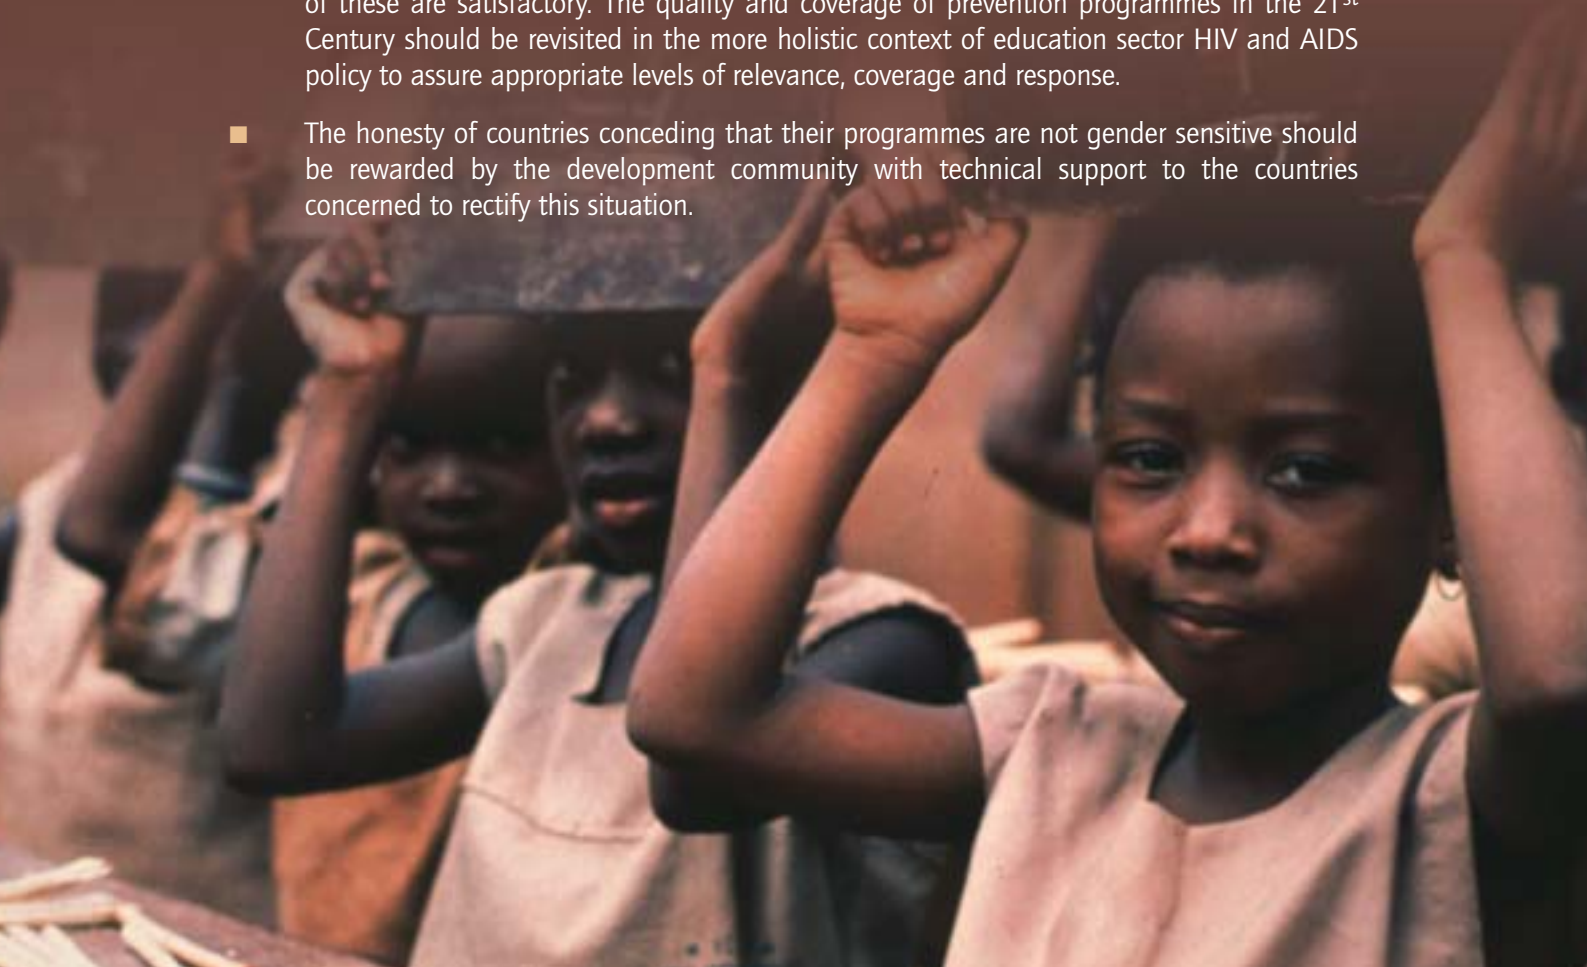 of these are satisfactory. The quality and coverage of prevention programmes in the 21st
Century should be revisited in the more holistic context of education sector HIV and AIDS
policy to assure appropriate levels of relevance, coverage and response.
The honesty of countries conceding that their programmes are not gender sensitive should
be rewarded by the development community with technical support to the countries
concerned to rectify this situation.